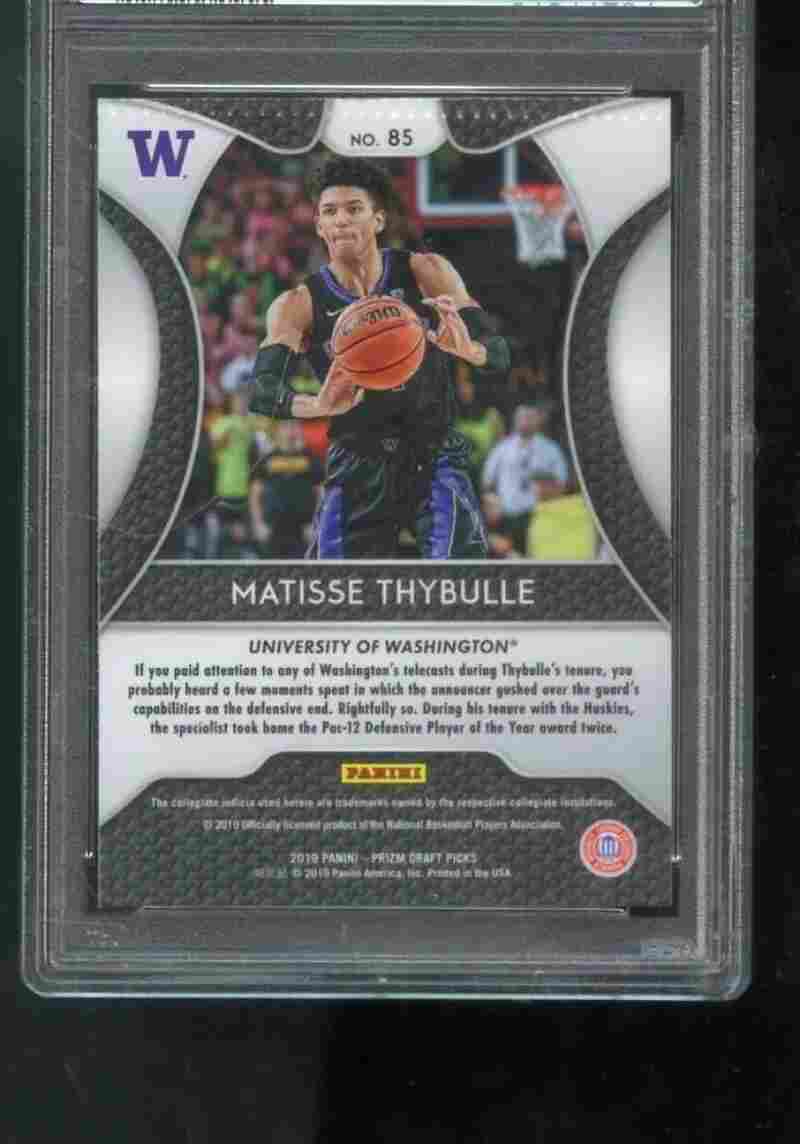 W
NO. 85
MATISSE THYBULLE
UNIVERSITY OF WASHINGTON®
If you paid attention to any of Washington's telecasts during Thybulle's tenure, you
probably heard a few moments spent in which the announcer gushed over the guard's
capabilities on the defensive end. Rightfully so. During his tenure with the Huskies,
the specialist took home the Pac-12 Defensive Player of the Year award twice.
PANINI
The collegiate indicia used herein are trademarks owned by the respective collegiate institutions.
© 2019 Officially licensed product of the National Basketball Players Association.
2019 PANINI - PRIZM DRAFT PICKS
© 2019 Panini America, Inc. Printed in the USA